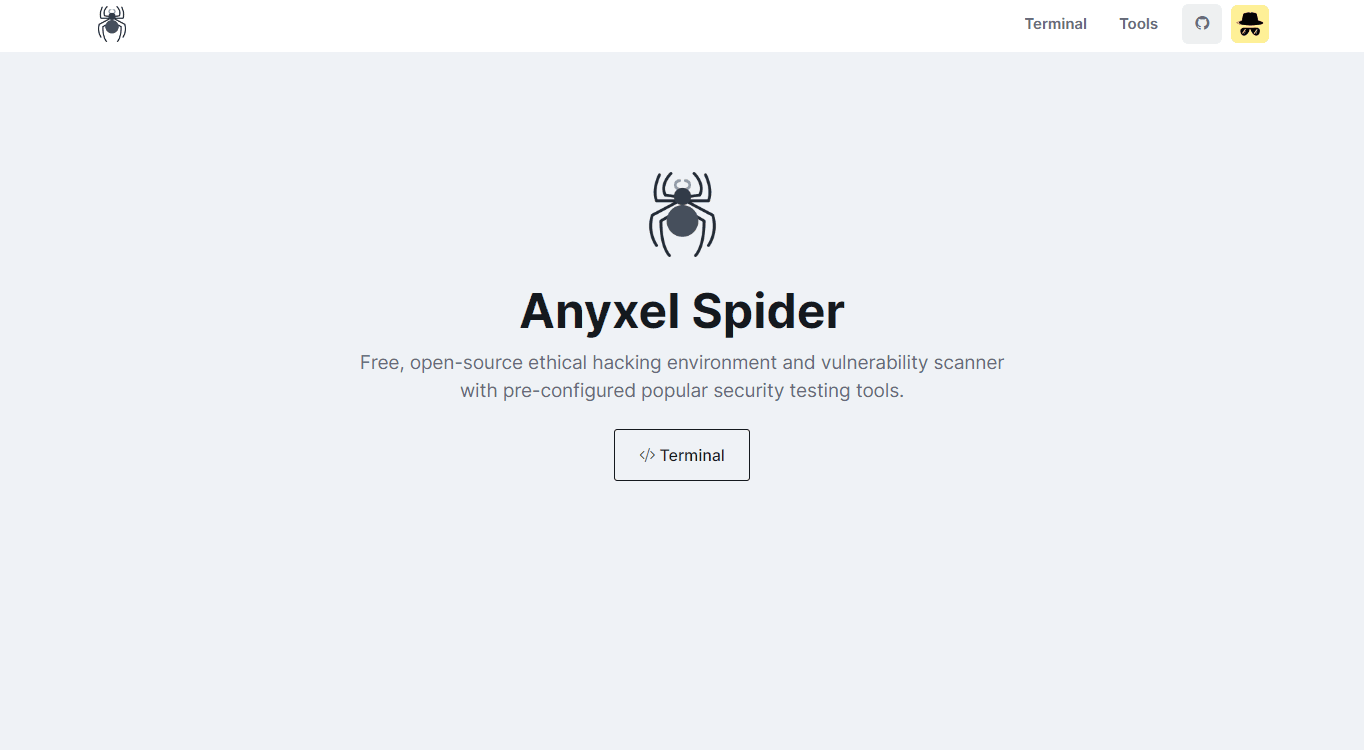 Terminal
Tools
Anyxel Spider
Free, open-source ethical hacking environment and vulnerability scanner
with pre-configured popular security testing tools.
</> Terminal